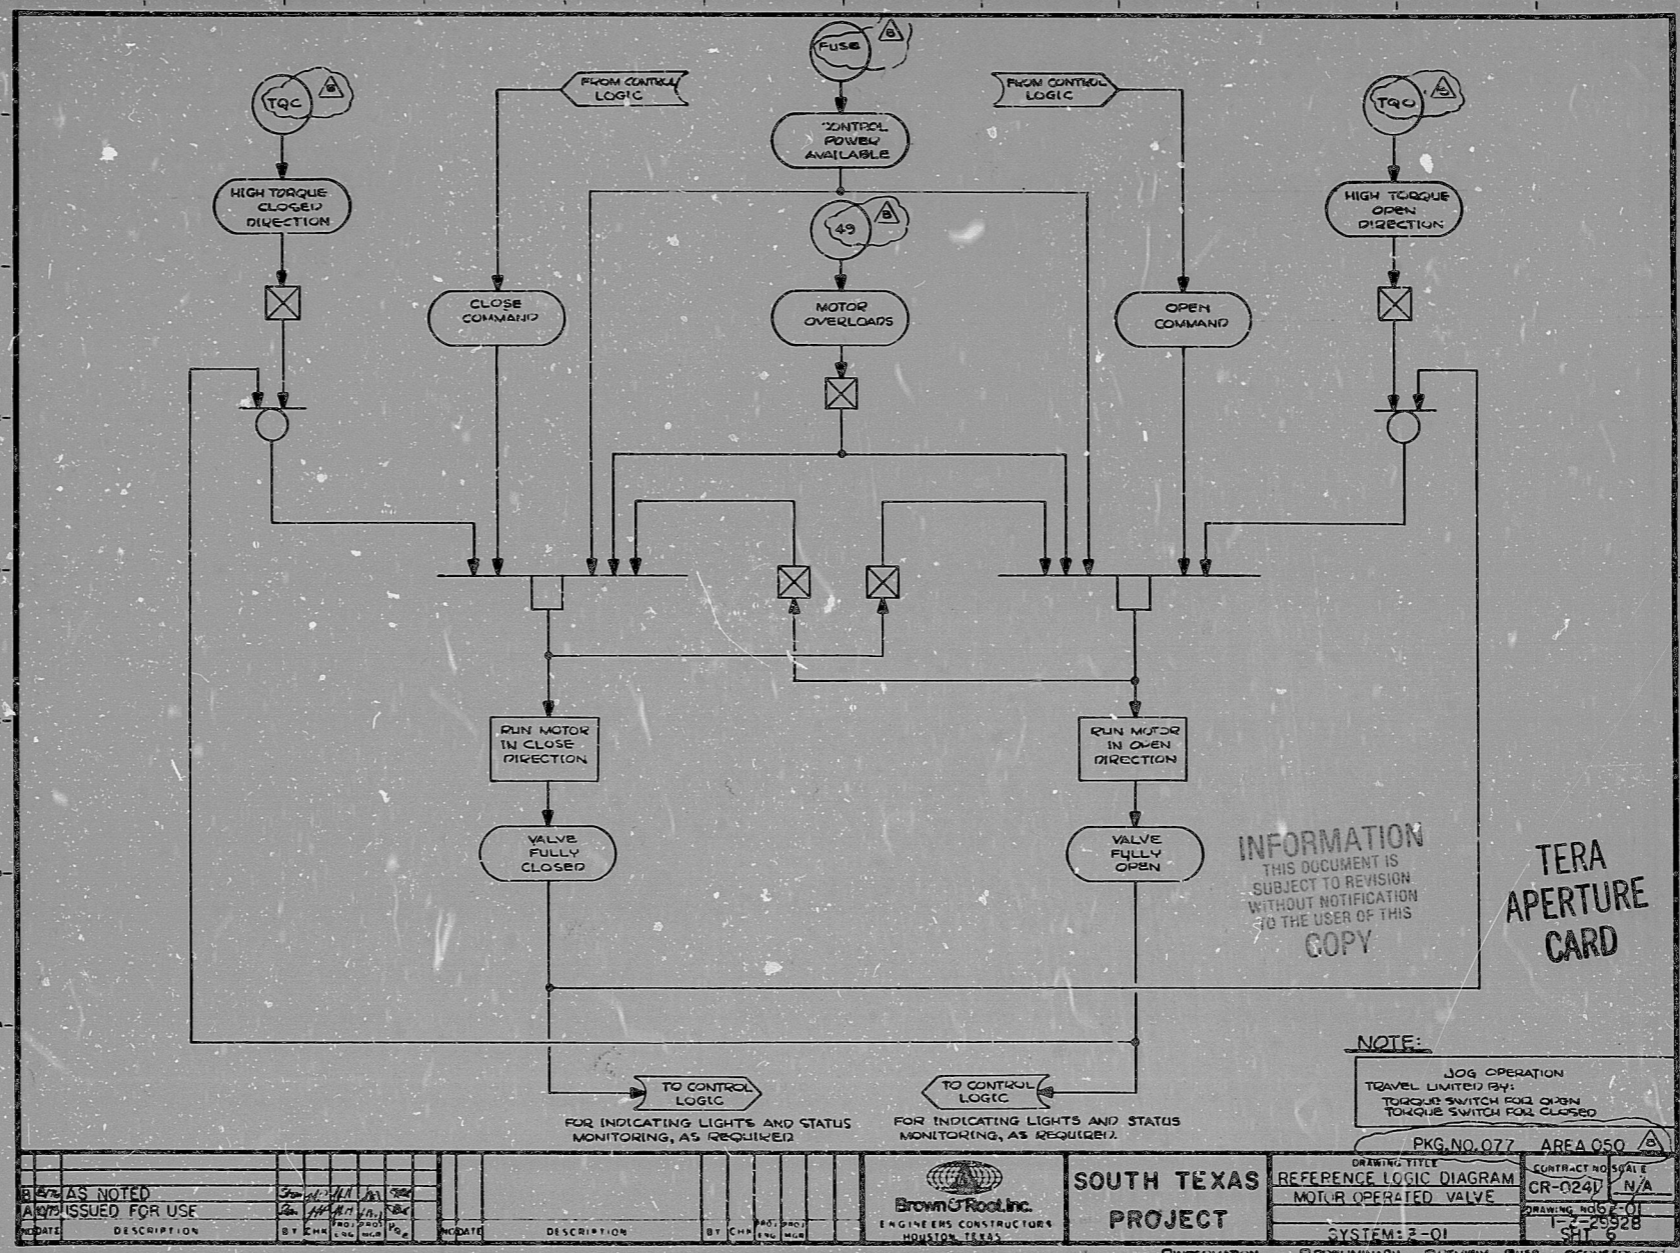 FUSE
B
TQC
B
FROM CONTROL
LOGIC
FROM CONTROL
LOGIC
TQO
CONTROL
POWER
AVAILABLE
HIGH TORQUE
CLOSED
DIRECTION
HIGH TORQUE
OPEN
DIRECTION
49
B
CLOSE
COMMAND
MOTOR
OVERLOADS
OPEN
COMMAND
RUN MOTOR
IN CLOSE
DIRECTION
RUN MOTOR
IN OPEN
DIRECTION
VALVE
FULLY
CLOSED
VALVE
FULLY
OPEN
INFORMATION
THIS DOCUMENT IS
SUBJECT TO REVISION
WITHOUT NOTIFICATION
TO THE USER OF THIS
COPY
TERA
APERTURE
CARD
TO CONTROL
LOGIC
FOR INDICATING LIGHTS AND STATUS
MONITORING, AS REQUIRED
TO CONTROL
LOGIC
FOR INDICATING LIGHTS AND STATUS
MONITORING, AS REQUIRED.
NOTE:
JOG OPERATION
TRAVEL LIMITED BY:
TORQUE SWITCH FOR OPEN
TORQUE SWITCH FOR CLOSED
PKG. NO. 077 AREA 050 B
B AS NOTED
A ISSUED FOR USE
NO DATE DESCRIPTION BY CHK
NO DATE DESCRIPTION BY CHK
Brown & Root, Inc.
ENGINEERS CONSTRUCTORS
HOUSTON, TEXAS
SOUTH TEXAS
PROJECT
DRAWING TITLE
REFERENCE LOGIC DIAGRAM
MOTOR OPERATED VALVE
SYSTEM: Z-01
CONTRACT NO
SCALE
N/A
DRAWING NO
SHT 6